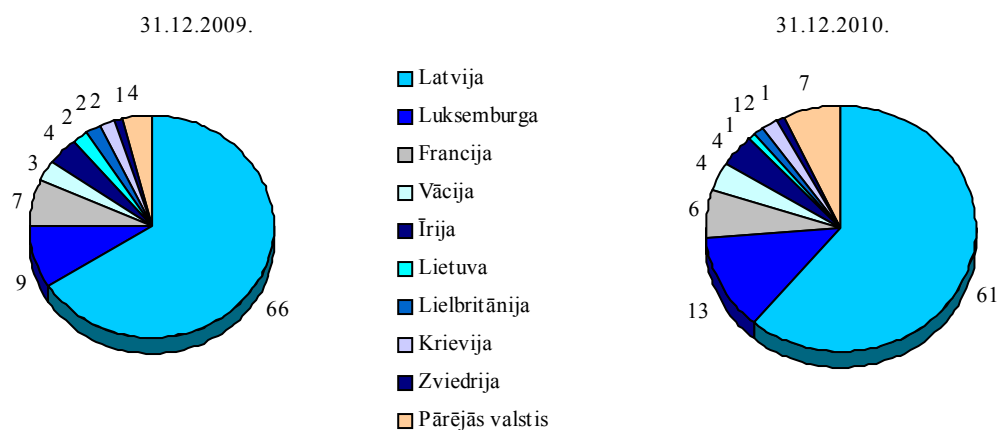 31.12.2009.
66
9
7
3
4
2
2
2
1
4
Latvija
Luksemburga
Francija
Vācija
Īrija
Lietuva
Lielbritānija
Krievija
Zviedrija
Pārējās valstis
31.12.2010.
61
13
6
4
4
1
1
2
1
7